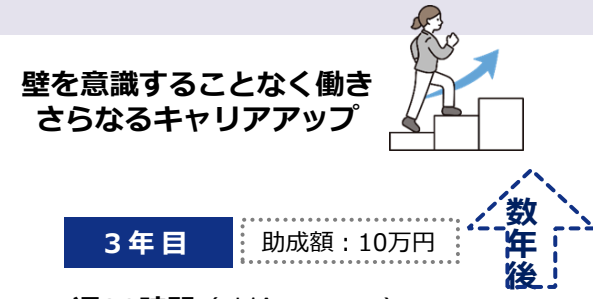 壁を意識することなく働き
さらなるキャリアアップ
数年後
3年目
助成額：10万円